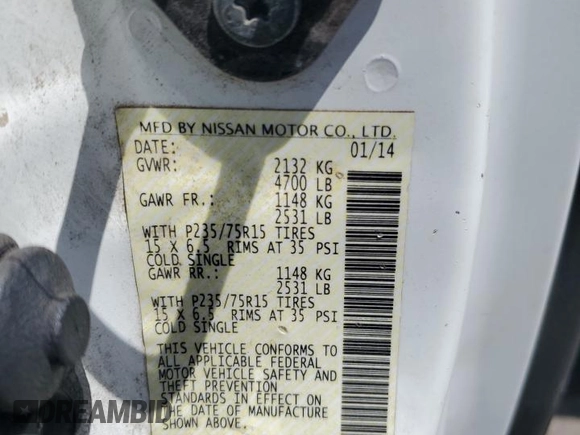 MFD BY NISSAN MOTOR CO., LTD.
DATE: 01/14
GVWR: 2132 KG
4700 LB
GAWR FR.: 1148 KG
2531 LB
WITH P235/75R15 TIRES
15 X 6.5 RIMS AT 35 PSI
COLD SINGLE
GAWR RR.: 1148 KG
2531 LB
WITH P235/75R15 TIRES
15 X 6.5 RIMS AT 35 PSI
COLD SINGLE
THIS VEHICLE CONFORMS TO
ALL APPLICABLE FEDERAL
MOTOR VEHICLE SAFETY AND
THEFT PREVENTION
STANDARDS IN EFFECT ON
THE DATE OF MANUFACTURE
SHOWN ABOVE.
DREAMBID